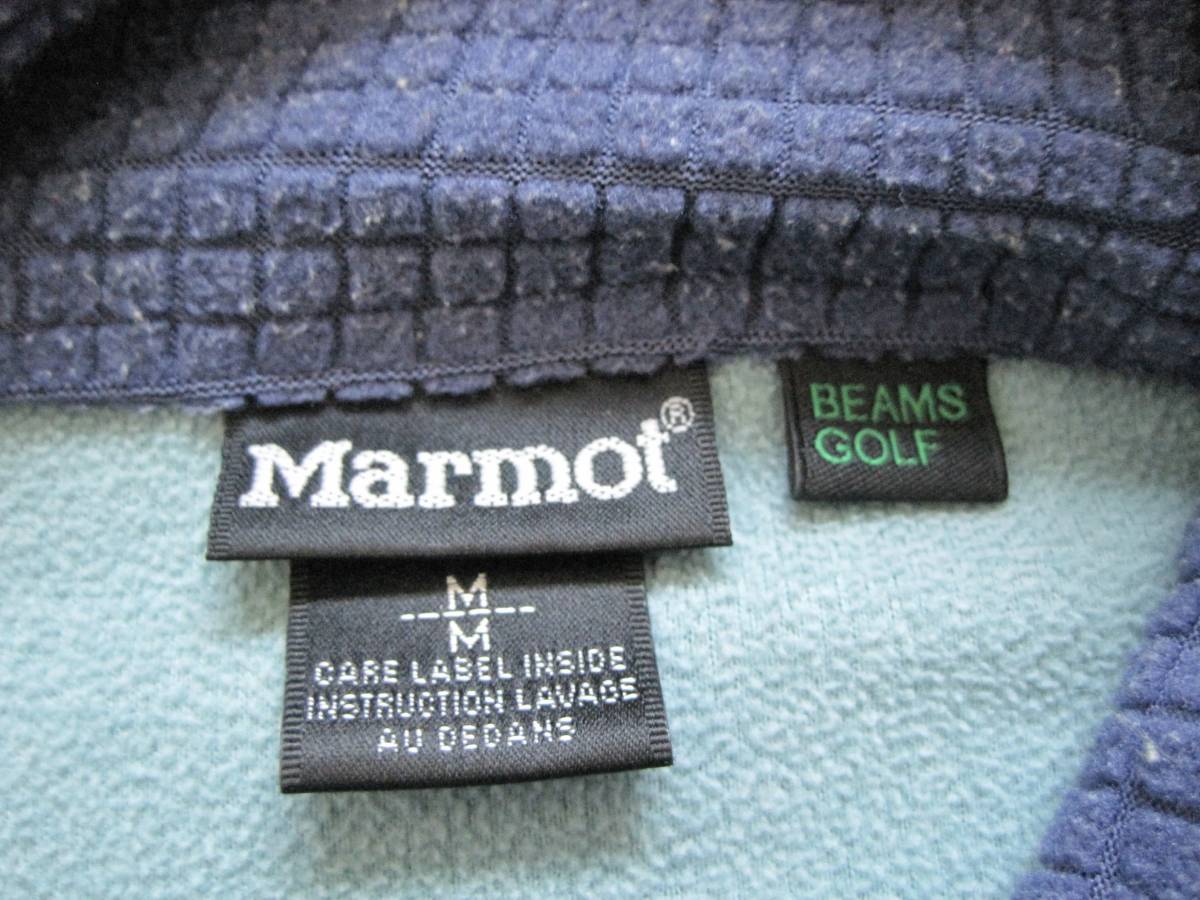 Marmot®
BEAMS
GOLF
M
M
CARE LABEL INSIDE
INSTRUCTION LAVAGE
AU DEDANS